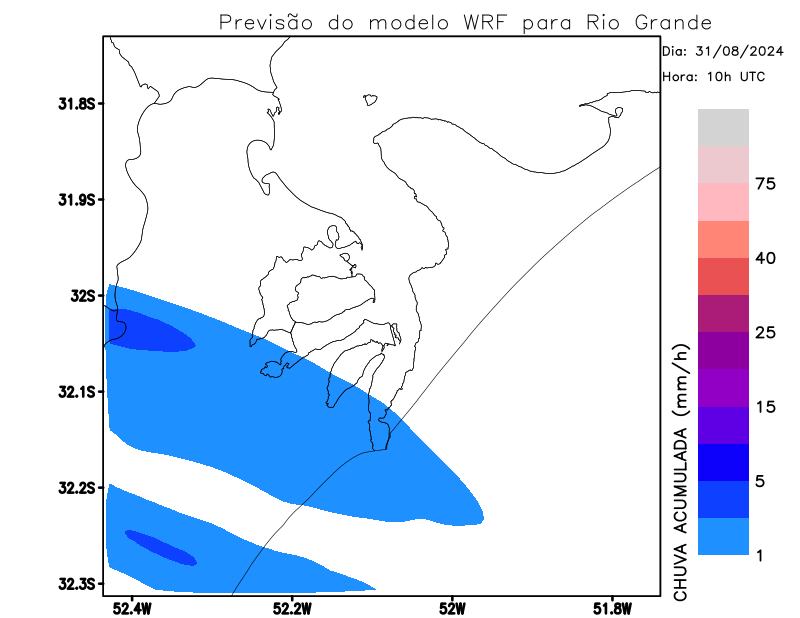 Previsão do modelo WRF para Rio Grande
Dia: 31/08/2024
Hora: 10h UTC
31.8S
31.9S
32S
32.1S
32.2S
32.3S
52.4W
52.2W
52W
51.8W
75
40
25
15
5
1
CHUVA ACUMULADA (mm/h)